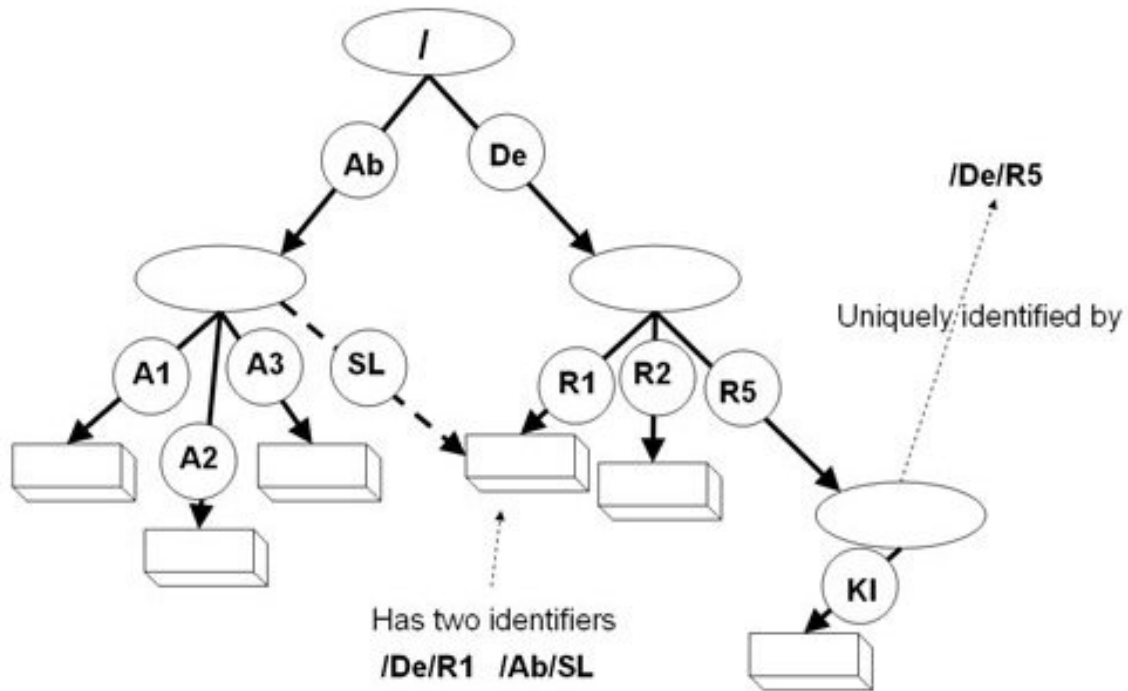 /
Ab
De
/De/R5
Uniquely identified by
A1
A3
SL
R1
R2
R5
A2
KI
Has two identifiers
/De/R1 /Ab/SL